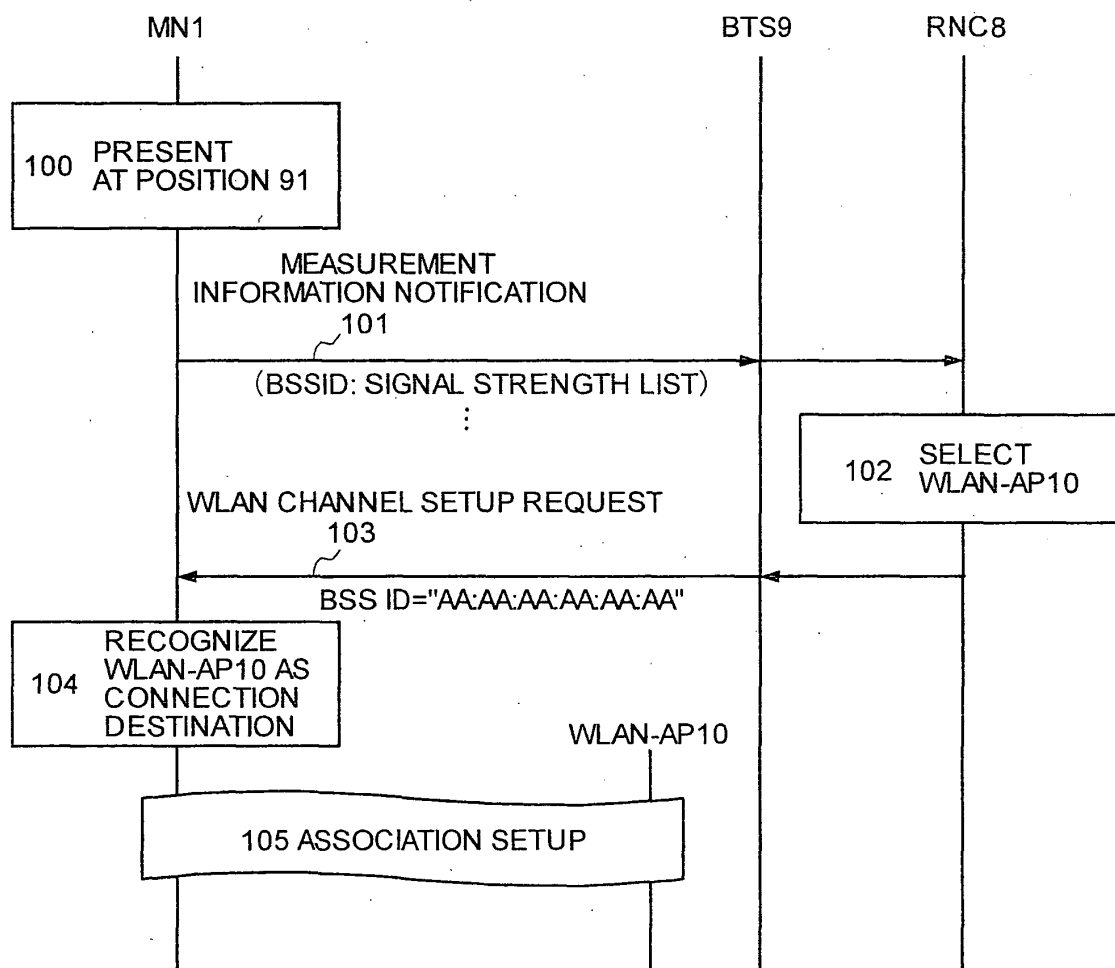 MN1
BTS9
RNC8
100 PRESENT
AT POSITION 91
MEASUREMENT
INFORMATION NOTIFICATION
101
(BSSID: SIGNAL STRENGTH LIST)
102 SELECT
WLAN-AP10
WLAN CHANNEL SETUP REQUEST
103
BSS ID="AA:AA:AA:AA:AA:AA"
RECOGNIZE
104 WLAN-AP10 AS
CONNECTION
DESTINATION
WLAN-AP10
105 ASSOCIATION SETUP